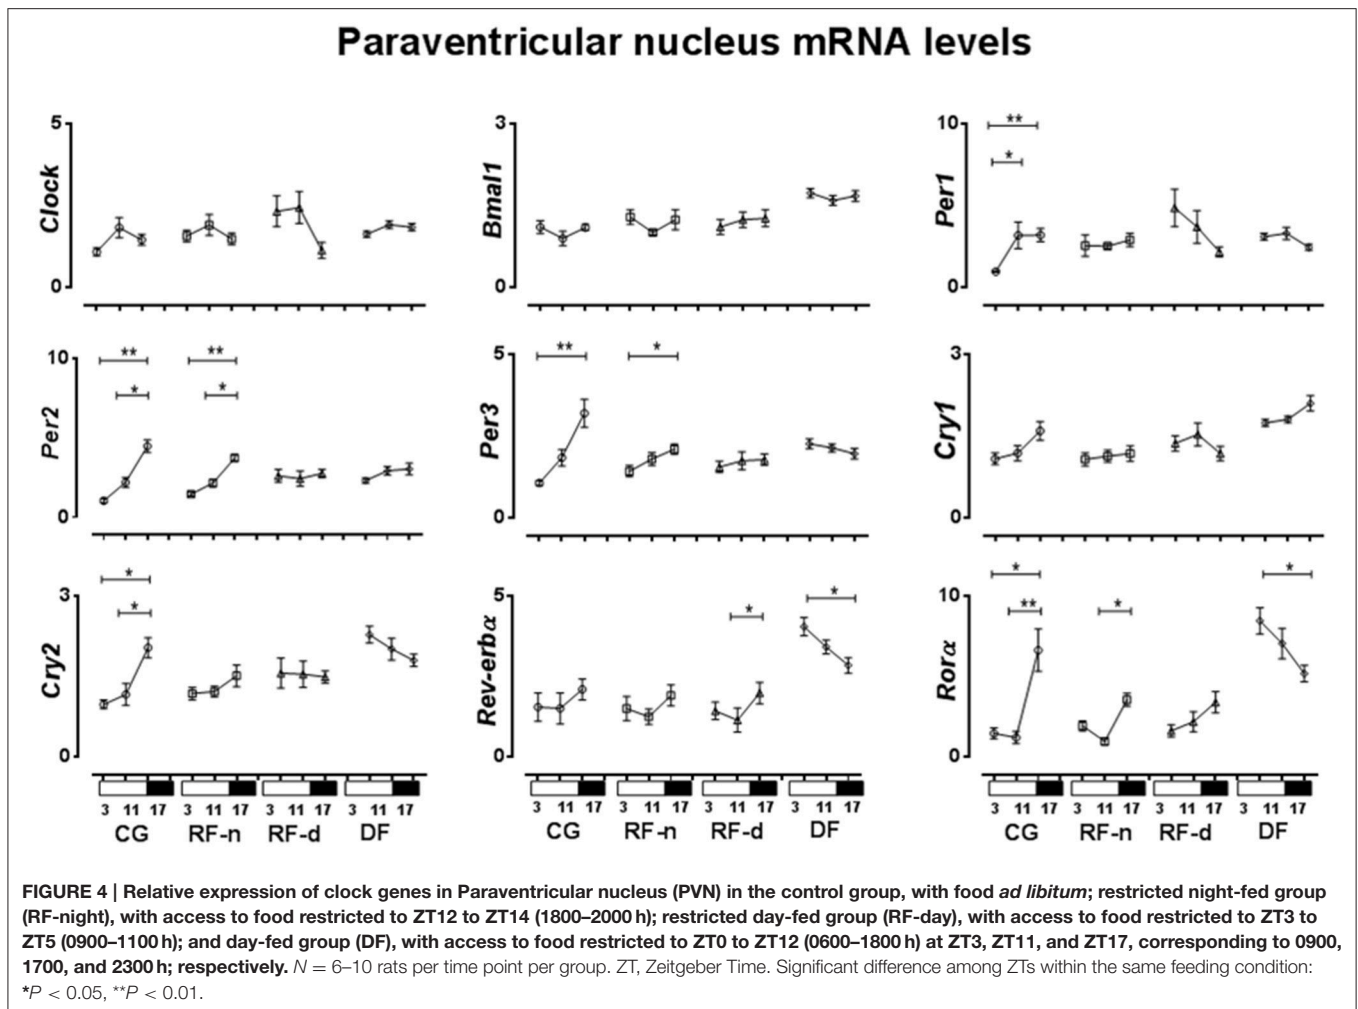 Paraventricular nucleus mRNA levels
5
Clock
0
3
Bmal1
0
10
** *
Per1
0
10
** **
* *
Per2
0
5
** *
Per3
0
3
Cry1
0
3
* *
Cry2
0
5
* *
Rev-erbα
0
10
* ** * *
Rorα
0
3 11 17 3 11 17 3 11 17 3 11 17
CG RF-n RF-d DF
3 11 17 3 11 17 3 11 17 3 11 17
CG RF-n RF-d DF
3 11 17 3 11 17 3 11 17 3 11 17
CG RF-n RF-d DF
FIGURE 4 | Relative expression of clock genes in Paraventricular nucleus (PVN) in the control group, with food ad libitum; restricted night-fed group
(RF-night), with access to food restricted to ZT12 to ZT14 (1800–2000 h); restricted day-fed group (RF-day), with access to food restricted to ZT3 to
ZT5 (0900–1100 h); and day-fed group (DF), with access to food restricted to ZT0 to ZT12 (0600–1800 h) at ZT3, ZT11, and ZT17, corresponding to 0900,
1700, and 2300 h; respectively. N = 6–10 rats per time point per group. ZT, Zeitgeber Time. Significant difference among ZTs within the same feeding condition:
*P < 0.05, **P < 0.01.